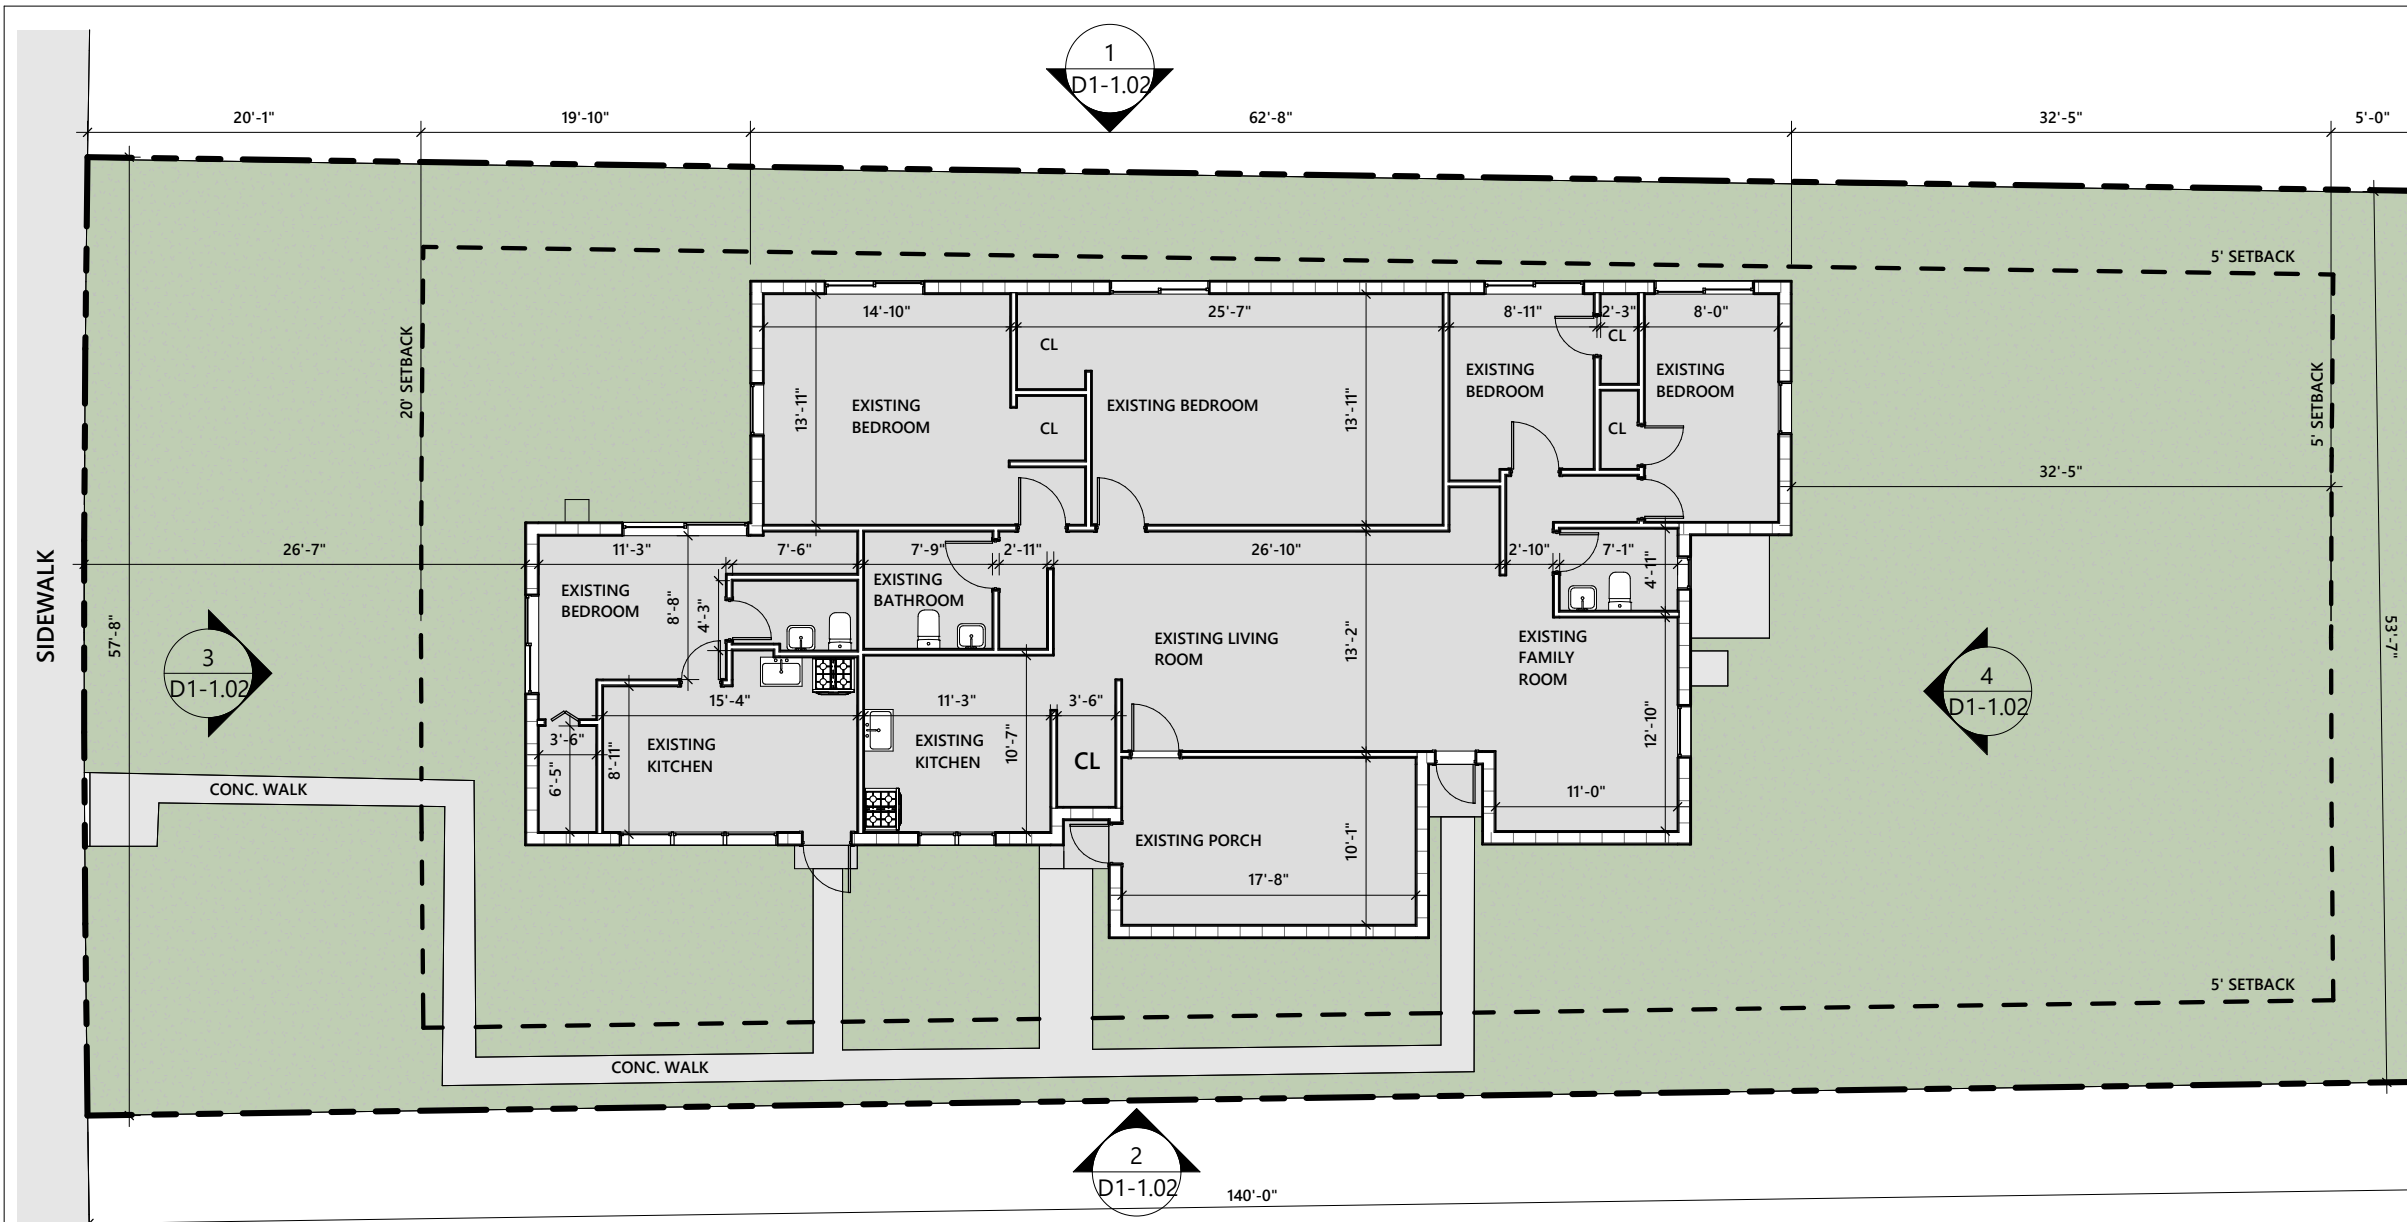 1
D1-1.02
20'-1"
19'-10"
62'-8"
32'-5"
5'-0"
5' SETBACK
20' SETBACK
5' SETBACK
14'-10"
25'-7"
8'-11"
2'-3"
8'-0"
CL
CL
EXISTING
BEDROOM
EXISTING
BEDROOM
13'-11"
EXISTING
BEDROOM
EXISTING BEDROOM
13'-11"
CL
CL
32'-5"
SIDEWALK
26'-7"
11'-3"
7'-6"
7'-9"
2'-11"
26'-10"
2'-10"
7'-1"
4'-11"
EXISTING
BEDROOM
8'-8"
4'-3"
EXISTING
BATHROOM
57'-8"
EXISTING LIVING
ROOM
13'-2"
EXISTING
FAMILY
ROOM
53'-7"
3
D1-1.02
4
D1-1.02
15'-4"
11'-3"
3'-6"
12'-10"
3'-6"
6'-5"
8'-11"
EXISTING
KITCHEN
EXISTING
KITCHEN
10'-7"
CL
CONC. WALK
11'-0"
EXISTING PORCH
10'-1"
17'-8"
5' SETBACK
CONC. WALK
2
D1-1.02
140'-0"